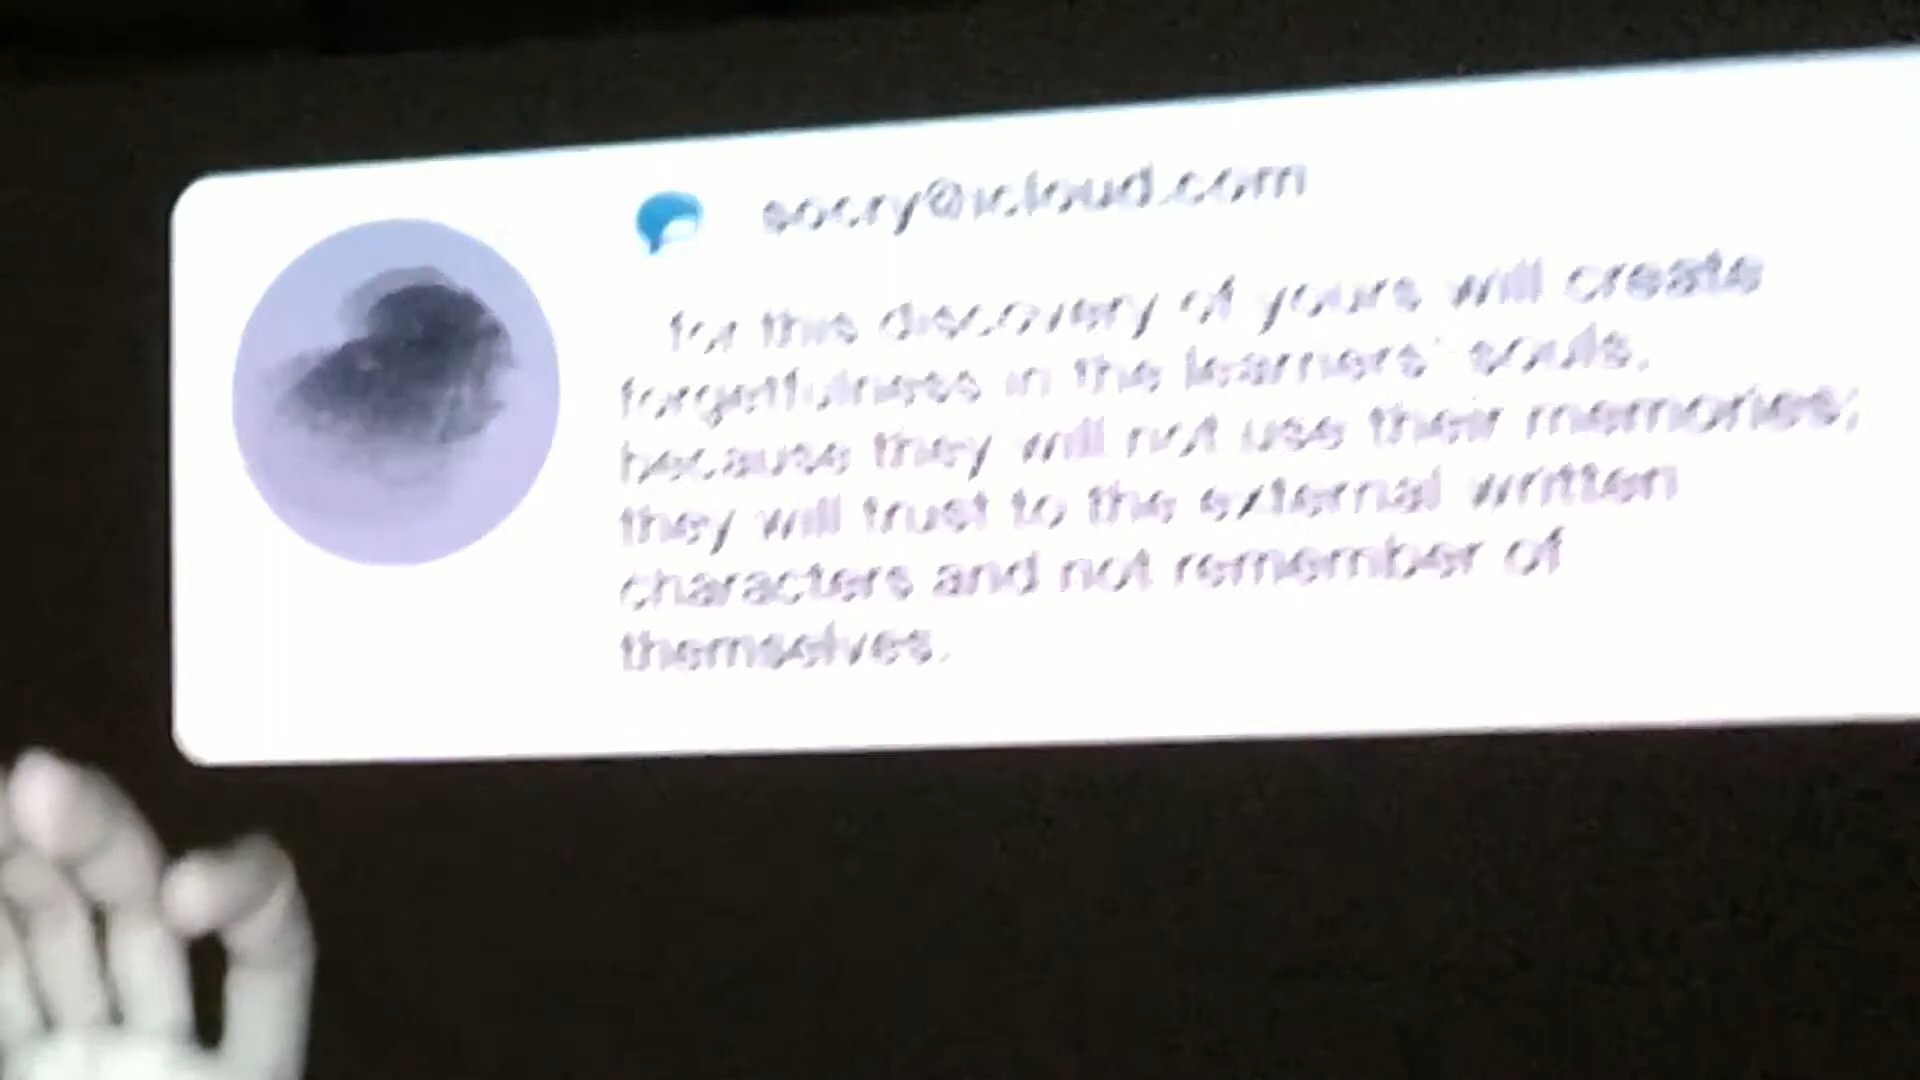 socry@icloud.com
for this discovery of yours will create
forgetfulness in the learners' souls,
because they will not use their memories;
they will trust to the external written
characters and not remember of
themselves.